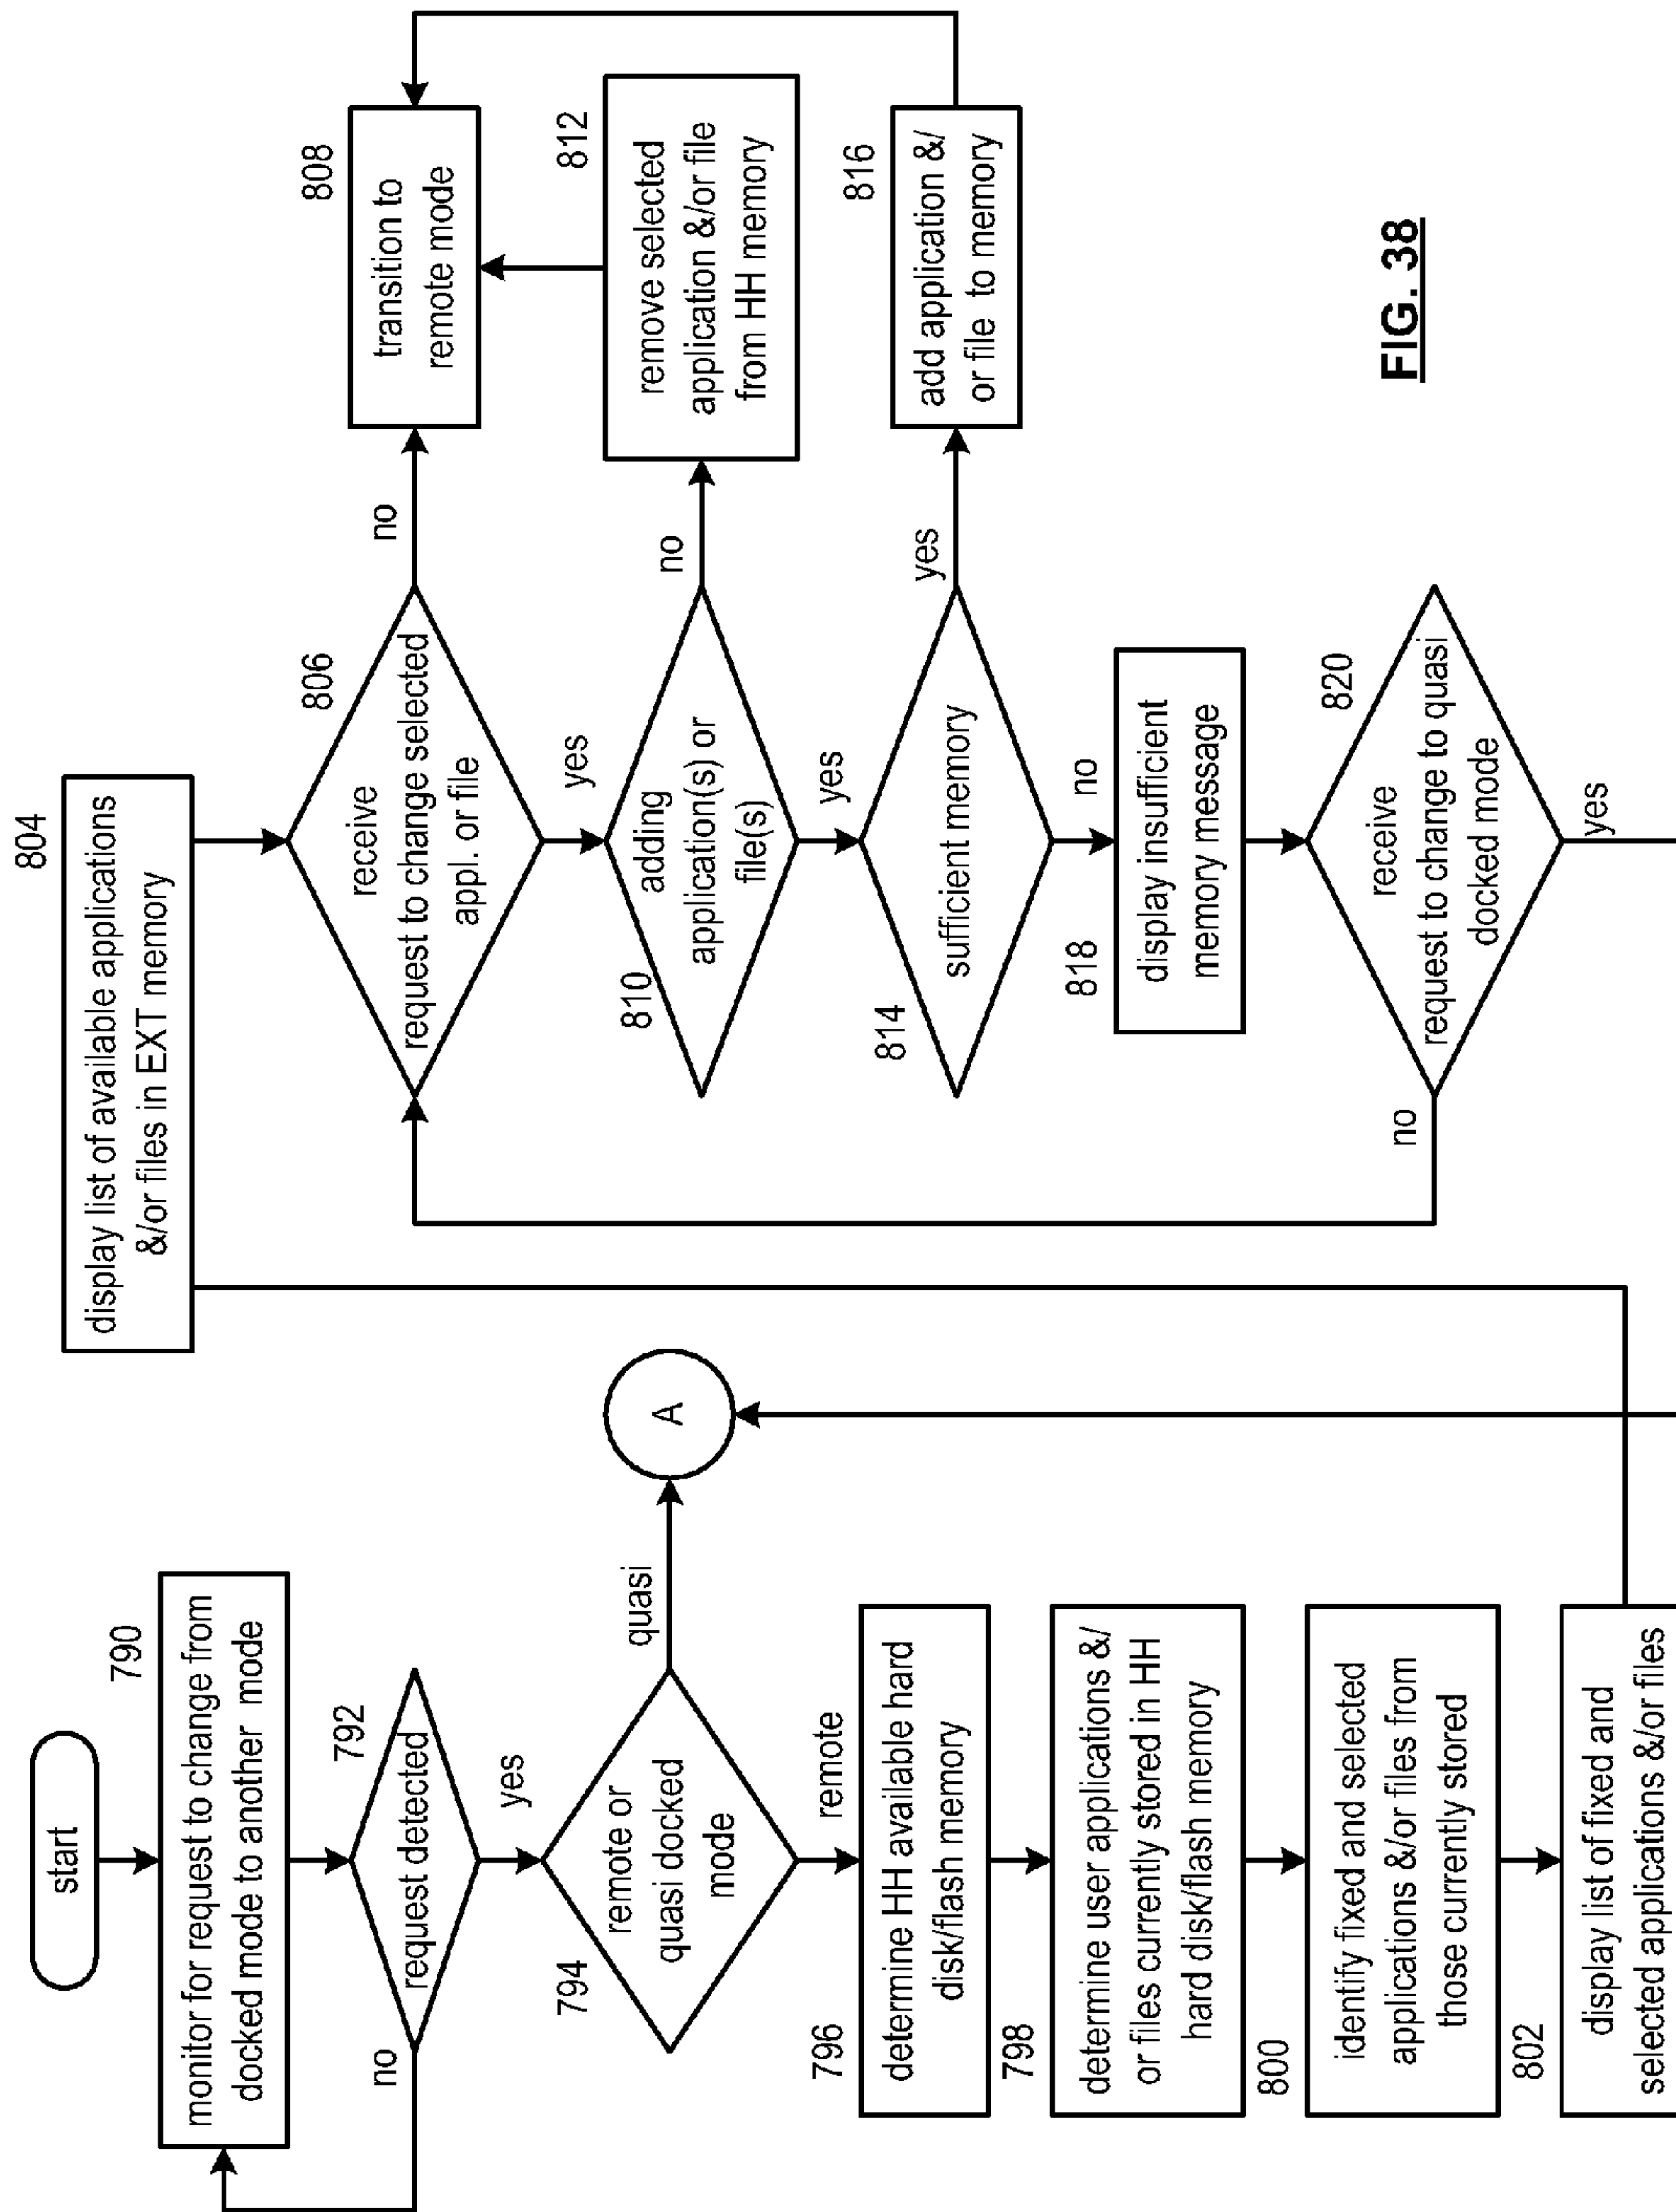 start
790
monitor for request to change from
docked mode to another mode
792
request detected
no
yes
794
remote or
quasi docked
mode
quasi
A
remote
796
determine HH available hard
disk/flash memory
798
determine user applications &/
or files currently stored in HH
hard disk/flash memory
800
identify fixed and selected
applications &/or files from
those currently stored
802
display list of fixed and
selected applications &/or files
804
display list of available applications
&/or files in EXT memory
806
receive
request to change selected
appl. or file
no
808
transition to
remote mode
yes
810
adding
application(s) or
file(s)
no
812
remove selected
application &/or file
from HH memory
yes
814
sufficient memory
yes
816
add application &/
or file to memory
no
818
display insufficient
memory message
820
receive
request to change to quasi
docked mode
no
yes
FIG. 38